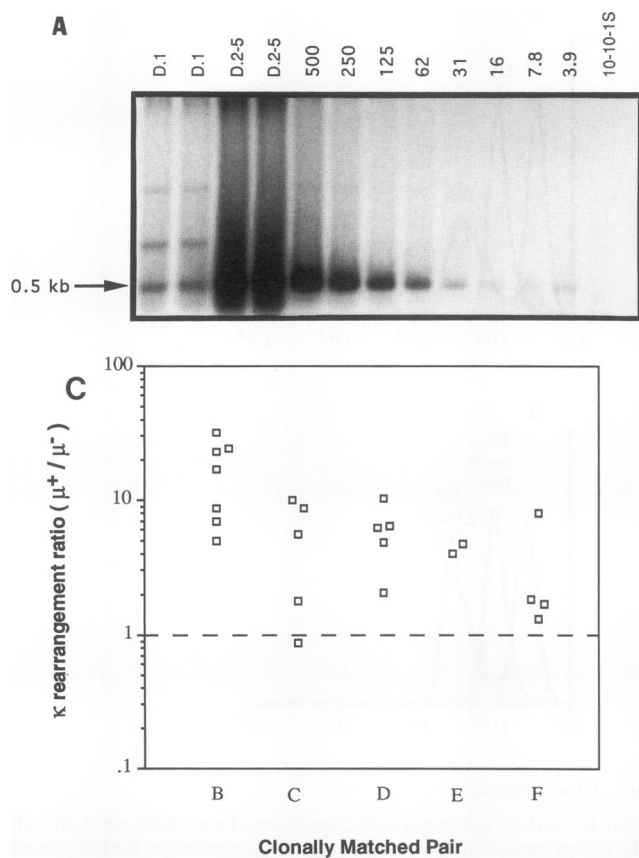 A
D.1
D.1
D.2-5
D.2-5
500
250
125
62
31
16
7.8
3.9
10-10-1S
0.5 kb
C
100
10
1
.1
κ rearrangement ratio ( μ⁺ / μ⁻ )
B
C
D
E
F
Clonally Matched Pair